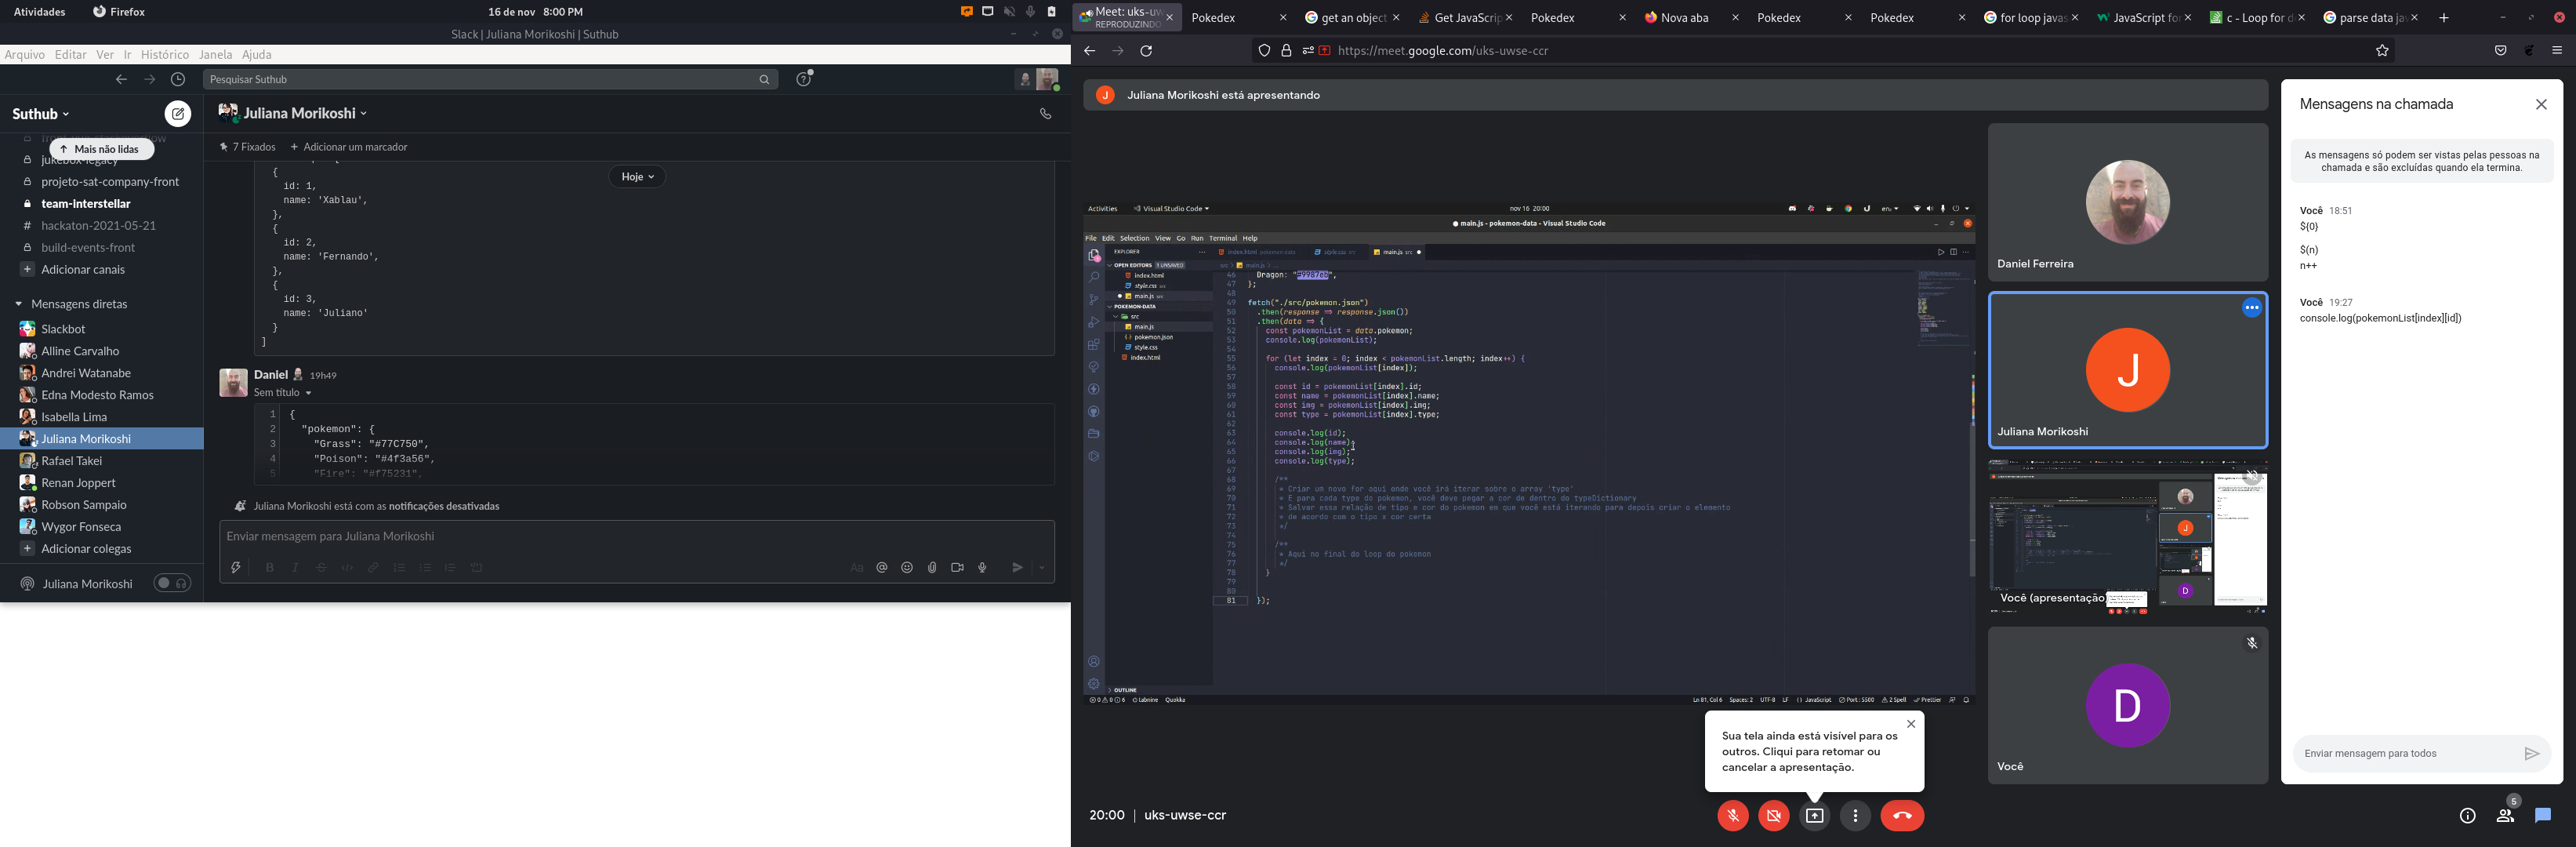 Atividades
Firefox
16 de nov 8:00 PM
Slack | Juliana Morikoshi | Suthub
Arquivo Editar Ver Ir Histórico Janela Ajuda
Pesquisar Suthub
Suthub
Mais não lidas
jukebox-legacy
projeto-sat-company-front
team-interstellar
# hackaton-2021-05-21
build-events-front
Adicionar canais
Mensagens diretas
Slackbot
Alline Carvalho
Andrei Watanabe
Edna Modesto Ramos
Isabella Lima
Juliana Morikoshi
Rafael Takei
Renan Joppert
Robson Sampaio
Wygor Fonseca
Adicionar colegas
Juliana Morikoshi
Juliana Morikoshi
7 Fixados
Adicionar um marcador
Hoje
{
id: 1,
name: 'Xablau',
},
{
id: 2,
name: 'Fernando',
},
{
id: 3,
name: 'Juliano'
}
]
Daniel 19h49
Sem título
1 {
2 "pokemon": {
3 "Grass": "#77C750",
4 "Poison": "#4f3a56",
5 "Fire": "#f75231",
Juliana Morikoshi está com as notificações desativadas
Enviar mensagem para Juliana Morikoshi
Meet: uks-uw
REPRODUZINDO
Pokedex
get an object
Get JavaScrip
Pokedex
Nova aba
Pokedex
Pokedex
for loop javas
JavaScript fo
c - Loop for d
parse data ja
https://meet.google.com/uks-uwse-ccr
J
Juliana Morikoshi está apresentando
Activities
Visual Studio Code
nov 16 20:00
main.js - pokemon-data - Visual Studio Code
File Edit Selection View Go Run Terminal Help
EXPLORER
OPEN EDITORS 1 UNSAVED
index.html
style.css src
main.js src
POKEMON-DATA
src
main.js
pokemon.json
style.css
index.html
OUTLINE
index.html pokemon-data
style.css src
main.js src
src > main.js
46 Dragon: "#9987db",
47 };
48
49 fetch("./src/pokemon.json")
50 .then(response => response.json())
51 .then(data => {
52 const pokemonList = data.pokemon;
53 console.log(pokemonList);
54
55 for (let index = 0; index < pokemonList.length; index++) {
56 console.log(pokemonList[index]);
57
58 const id = pokemonList[index].id;
59 const name = pokemonList[index].name;
60 const img = pokemonList[index].img;
61 const type = pokemonList[index].type;
62
63 console.log(id);
64 console.log(name);
65 console.log(img);
66 console.log(type);
67
68 /**
69 * Criar um novo for aqui onde você irá iterar sobre o array 'type'
70 * E para cada type do pokemon, você deve pegar a cor de dentro do typeDictionary
71 * Salvar essa relação de tipo e cor do pokemon em que você está iterando para depois criar o elemento
72 * de acordo com o tipo x cor certa
73 */
74
75 /**
76 * Aqui no final do loop do pokemon
77 */
78 }
79
80
81 });
tabnine Quokka
Ln 81, Col 6 Spaces: 2 UTF-8 LF JavaScript Port : 5500 2 Spell Prettier
Daniel Ferreira
J
Juliana Morikoshi
Você (apresentação
D
Você
Mensagens na chamada
As mensagens só podem ser vistas pelas pessoas na
chamada e são excluídas quando ela termina.
Você 18:51
${0}
$(n)
n++
Você 19:27
console.log(pokemonList[index][id])
Enviar mensagem para todos
Sua tela ainda está visível para os
outros. Cliqui para retomar ou
cancelar a apresentação.
20:00 | uks-uwse-ccr
5